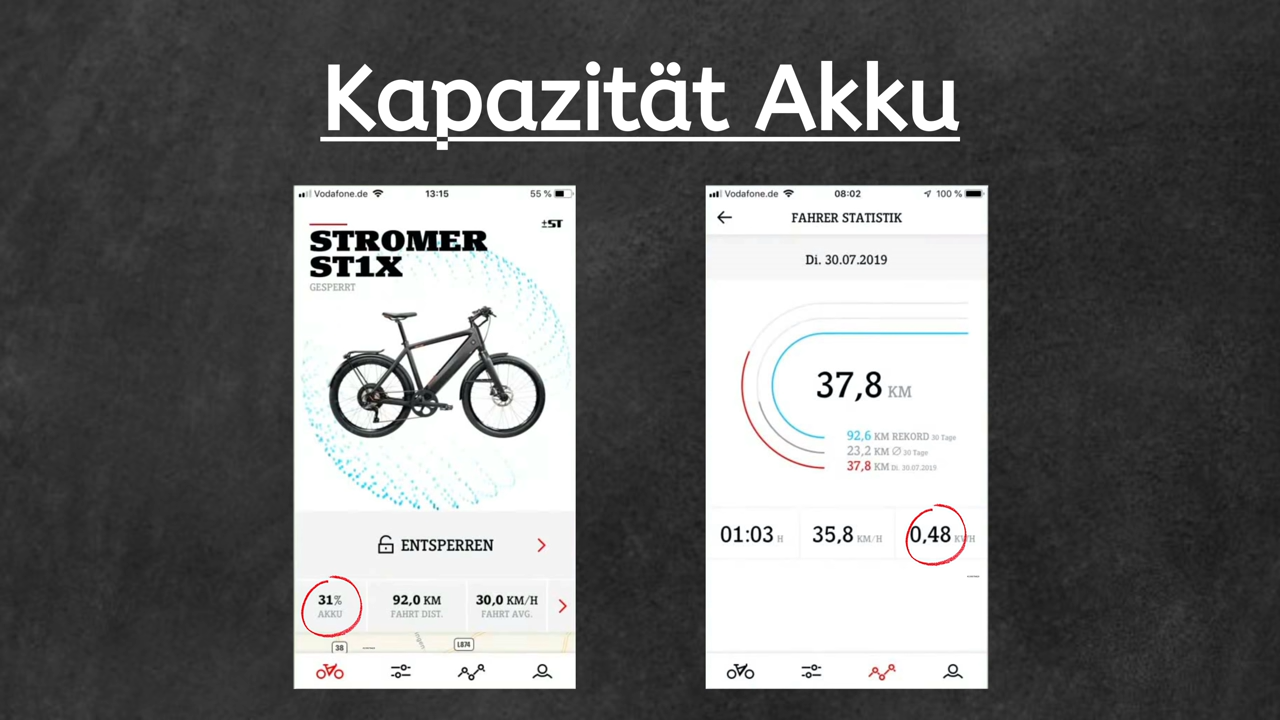 Kapazität Akku
Vodafone.de 13:15 55 %
±ST
STROMER
ST1X
GESPERRT
ENTSPERREN
31% 92,0 KM 30,0 KM/H
AKKU FAHRT DIST. FAHRT AVG.
38 L874
Vodafone.de 08:02 100 %
FAHRER STATISTIK
Di. 30.07.2019
37,8 KM
92,6 KM REKORD 30 Tage
23,2 KM Ø 30 Tage
37,8 KM Di. 30.07.2019
01:03 H 35,8 KM/H 0,48 KWH